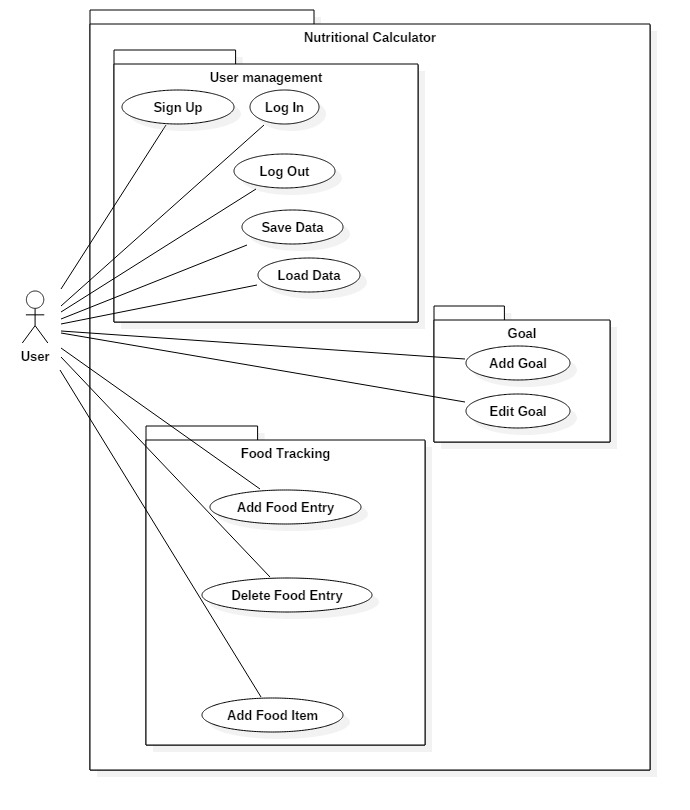 Nutritional Calculator
User management
Sign Up
Log In
Log Out
Save Data
Load Data
User
Goal
Add Goal
Edit Goal
Food Tracking
Add Food Entry
Delete Food Entry
Add Food Item